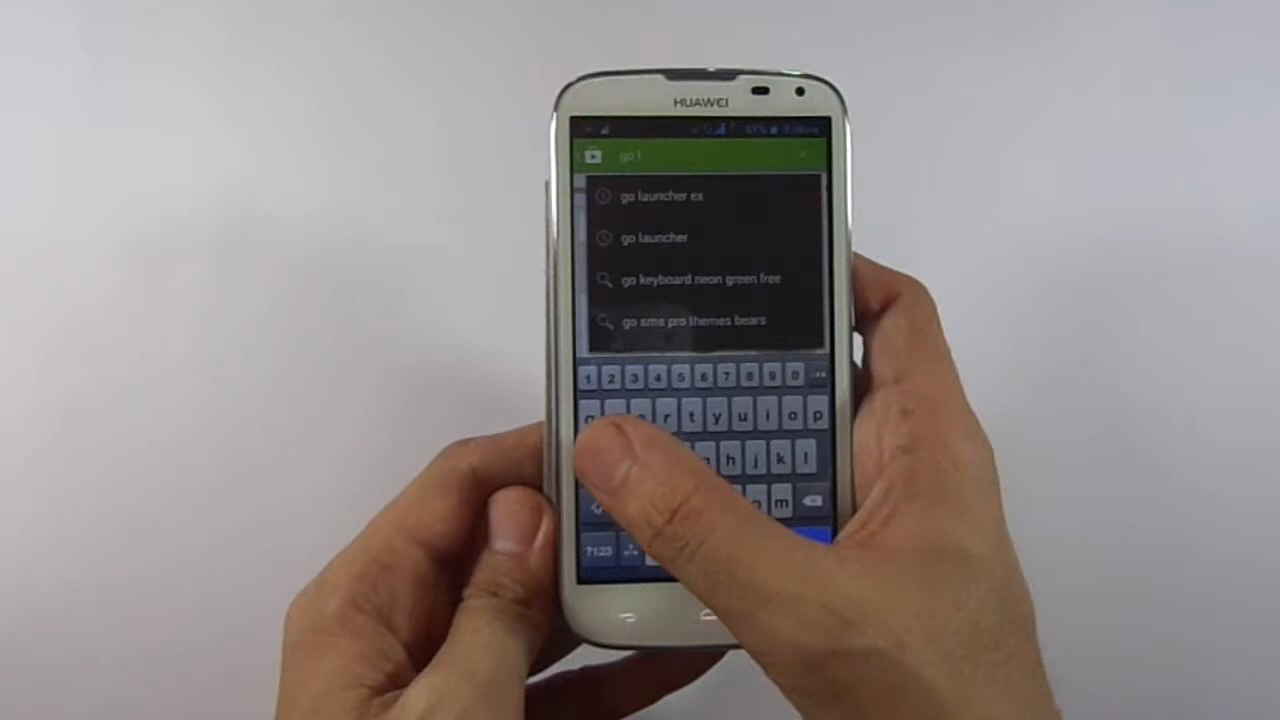 HUAWEI
go l
go launcher ex
go launcher
go keyboard neon green free
go sms pro themes bears
1 2 3 4 5 6 7 8 9 0
r t y u i o p
h j k l
m
?123